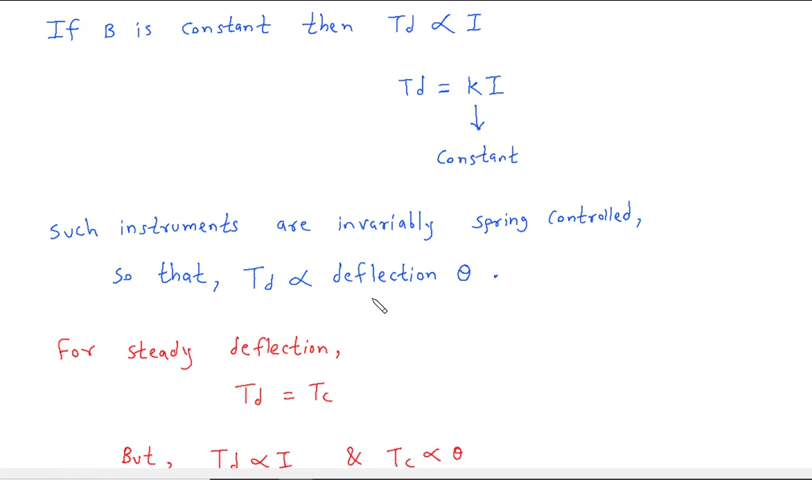 If B is constant then Td ∝ I
Td = kI
↓
Constant
Such instruments are invariably spring controlled,
so that, Td ∝ deflection θ.
For steady deflection,
Td = Tc
But, Td ∝ I & Tc ∝ θ